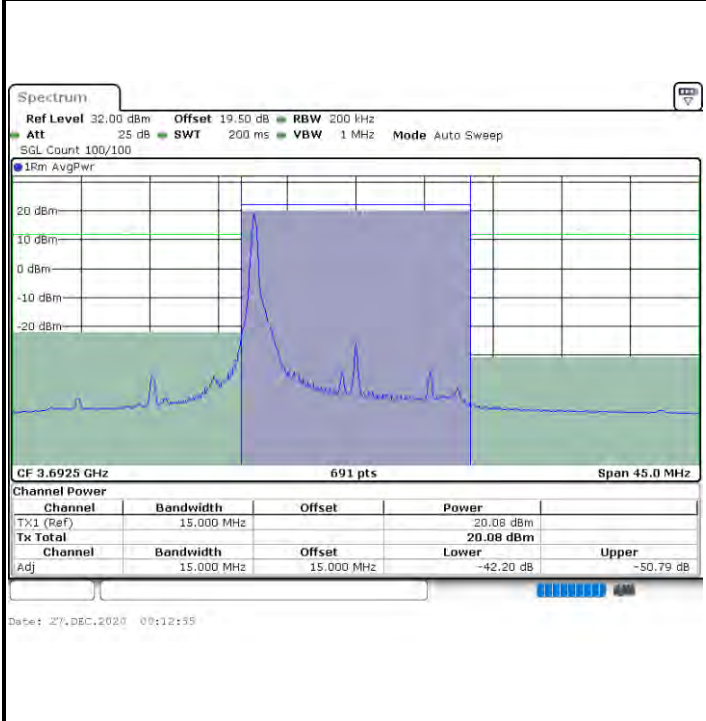 Spectrum
Ref Level 32.00 dBm Offset 19.50 dB RBW 200 kHz
Att 25 dB SWT 200 ms VBW 1 MHz Mode Auto Sweep
SGL Count 100/100
1Rm AvgPwr
20 dBm
10 dBm
0 dBm
-10 dBm
-20 dBm
CF 3.6925 GHz 691 pts Span 45.0 MHz
Channel Power
Channel Bandwidth Offset Power
TX1 (Ref) 15.000 MHz 20.08 dBm
Tx Total 20.08 dBm
Channel Bandwidth Offset Lower Upper
Adj 15.000 MHz 15.000 MHz -42.20 dB -50.79 dB
Date: 27.DEC.2020